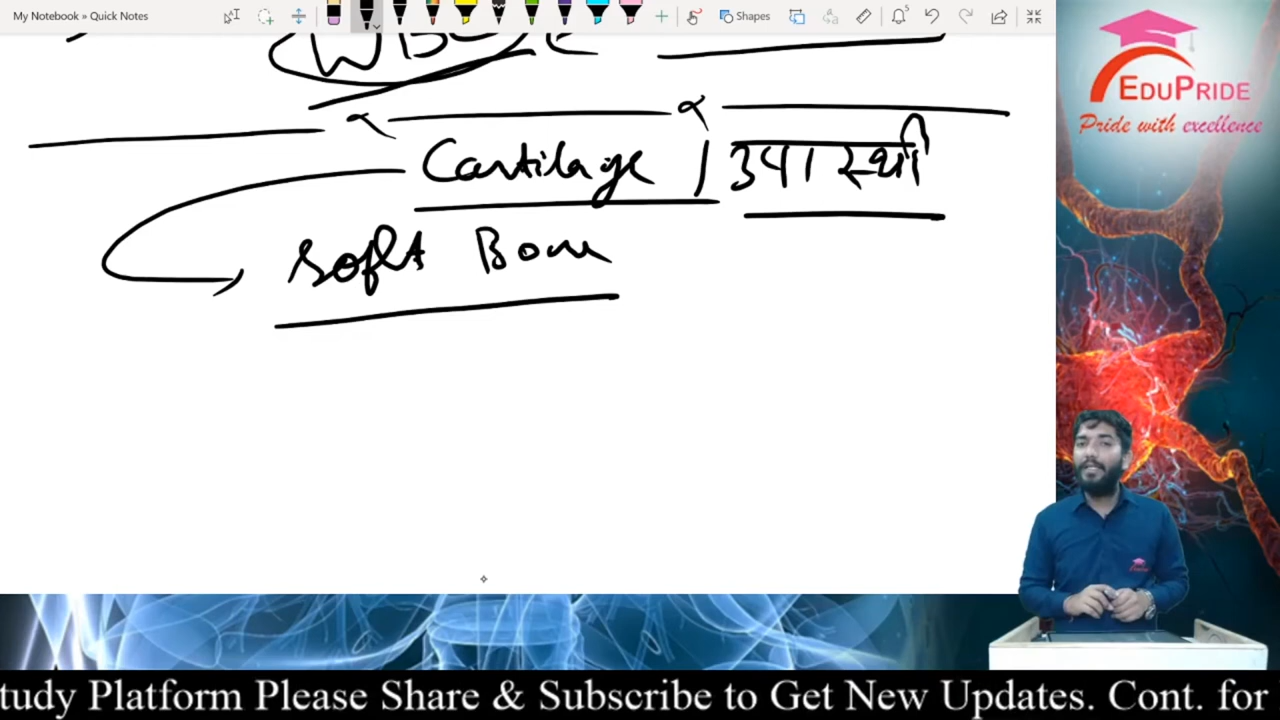 My Notebook » Quick Notes
Shapes
EDUPRIDE
Pride with excellence
WBC
Cartilage | उपास्थी
Soft Bone
tudy Platform Please Share & Subscribe to Get New Updates. Cont. for